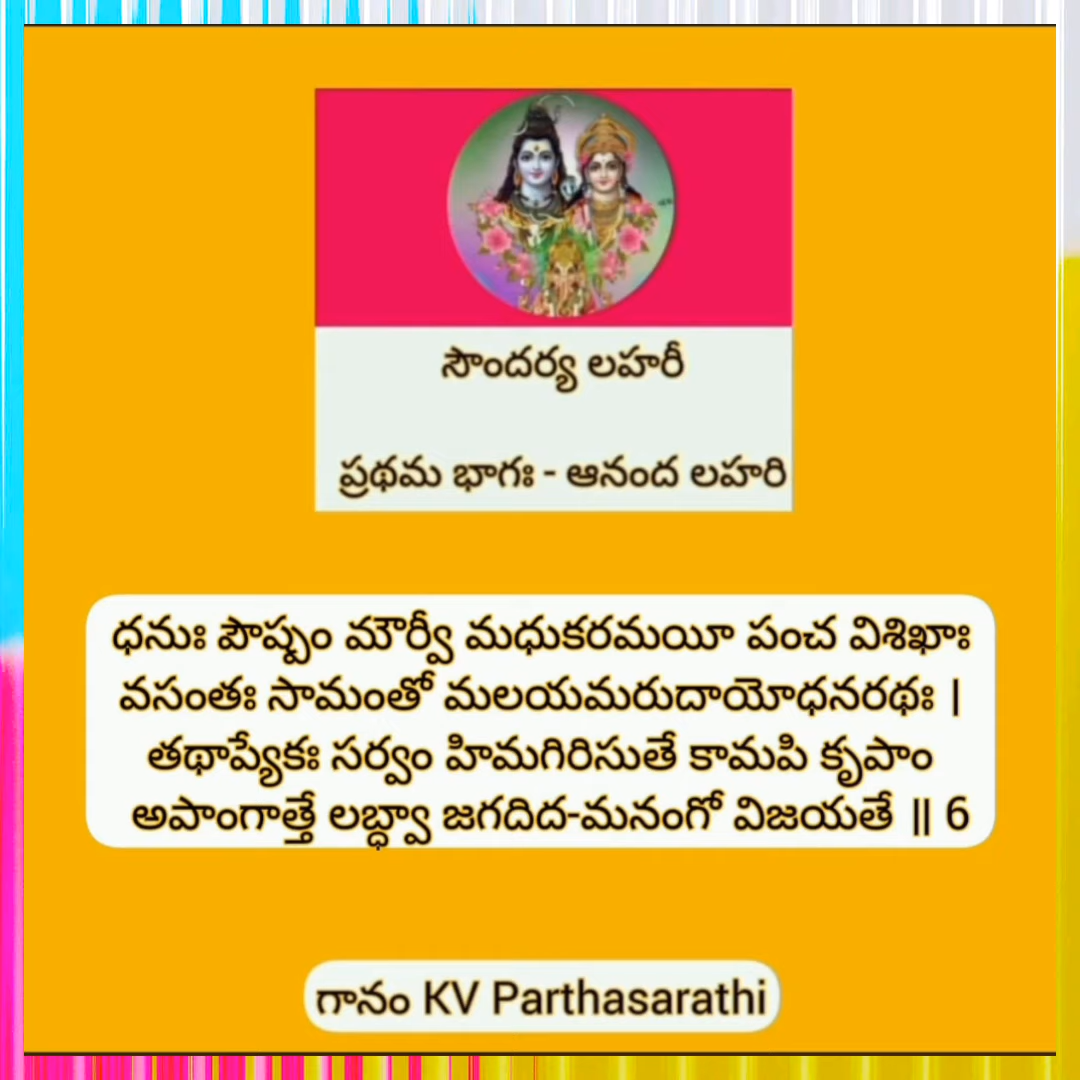 సౌందర్య లహరీ
ప్రథమ భాగః - ఆనంద లహరి
ధనుః పౌష్పం మౌర్వీ మధుకరమయీ పంచ విశిఖాః
వసంతః సామంతో మలయమరుదాయోధనరథః |
తథాప్యేకః సర్వం హిమగిరిసుతే కామపి కృపాం
అపాంగాత్తే లబ్ధ్వా జగదిద-మనంగో విజయతే || 6
గానం KV Parthasarathi